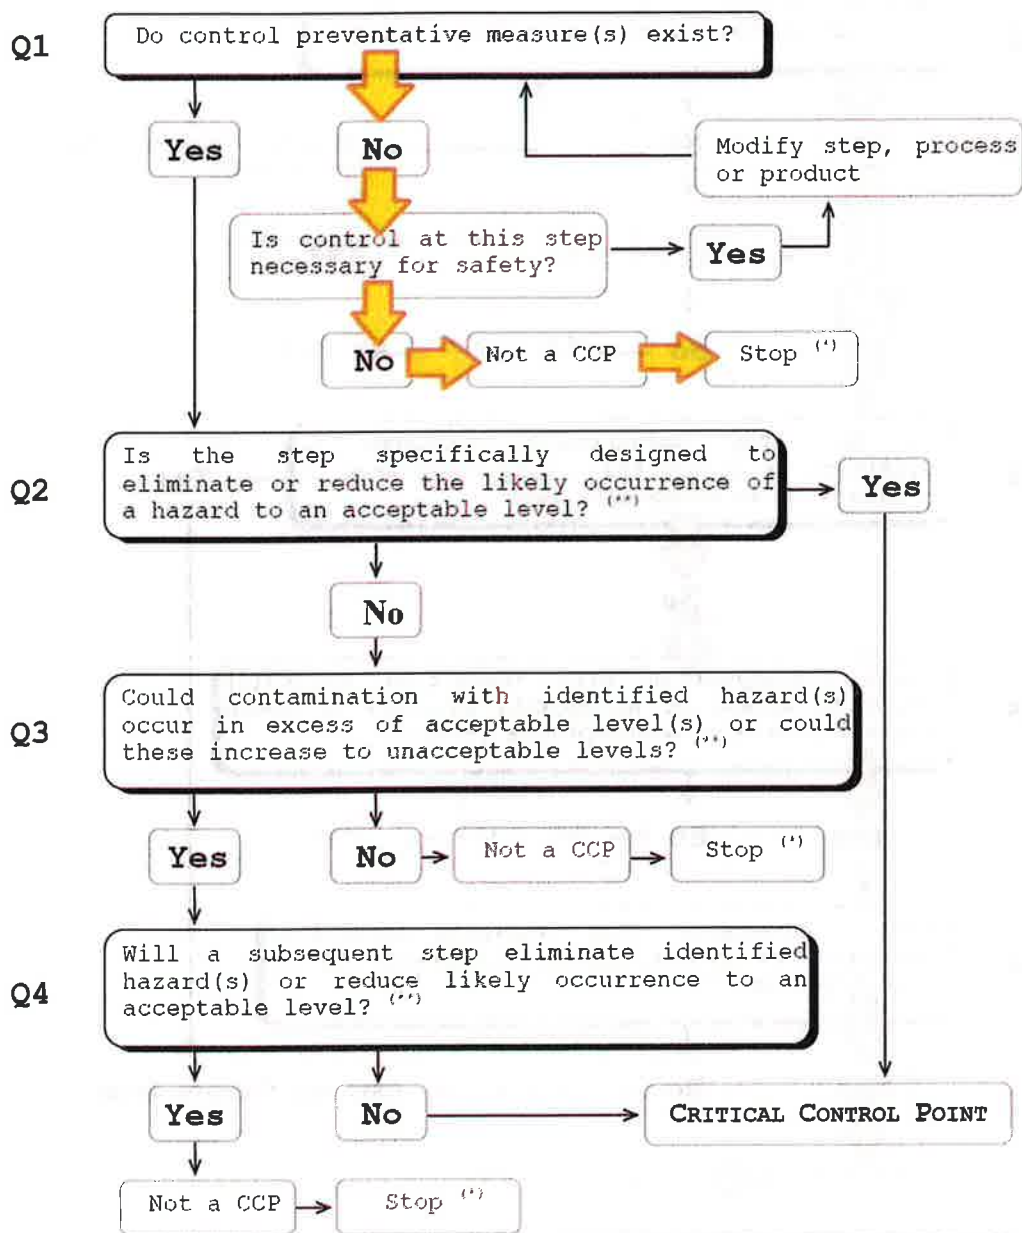 Q1
Do control preventative measure(s) exist?
Yes
No
Modify step, process
or product
Is control at this step
necessary for safety?
Yes
No
Not a CCP
Stop (*)
Q2
Is the step specifically designed to
eliminate or reduce the likely occurrence of
a hazard to an acceptable level? (**)
Yes
No
Q3
Could contamination with identified hazard(s)
occur in excess of acceptable level(s) or could
these increase to unacceptable levels? (**)
Yes
No
Not a CCP
Stop (*)
Q4
Will a subsequent step eliminate identified
hazard(s) or reduce likely occurrence to an
acceptable level? (**)
Yes
No
CRITICAL CONTROL POINT
Not a CCP
Stop (*)